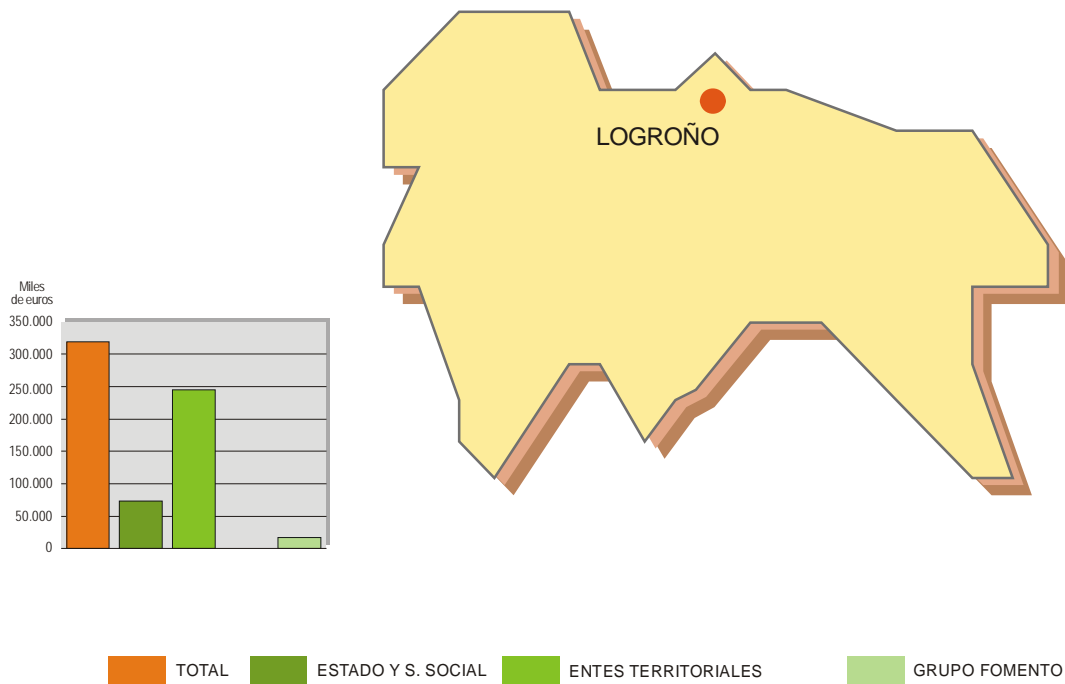 LOGROÑO
Miles
de euros
350.000
300.000
250.000
200.000
150.000
100.000
50.000
0
TOTAL
ESTADO Y S. SOCIAL
ENTES TERRITORIALES
GRUPO FOMENTO